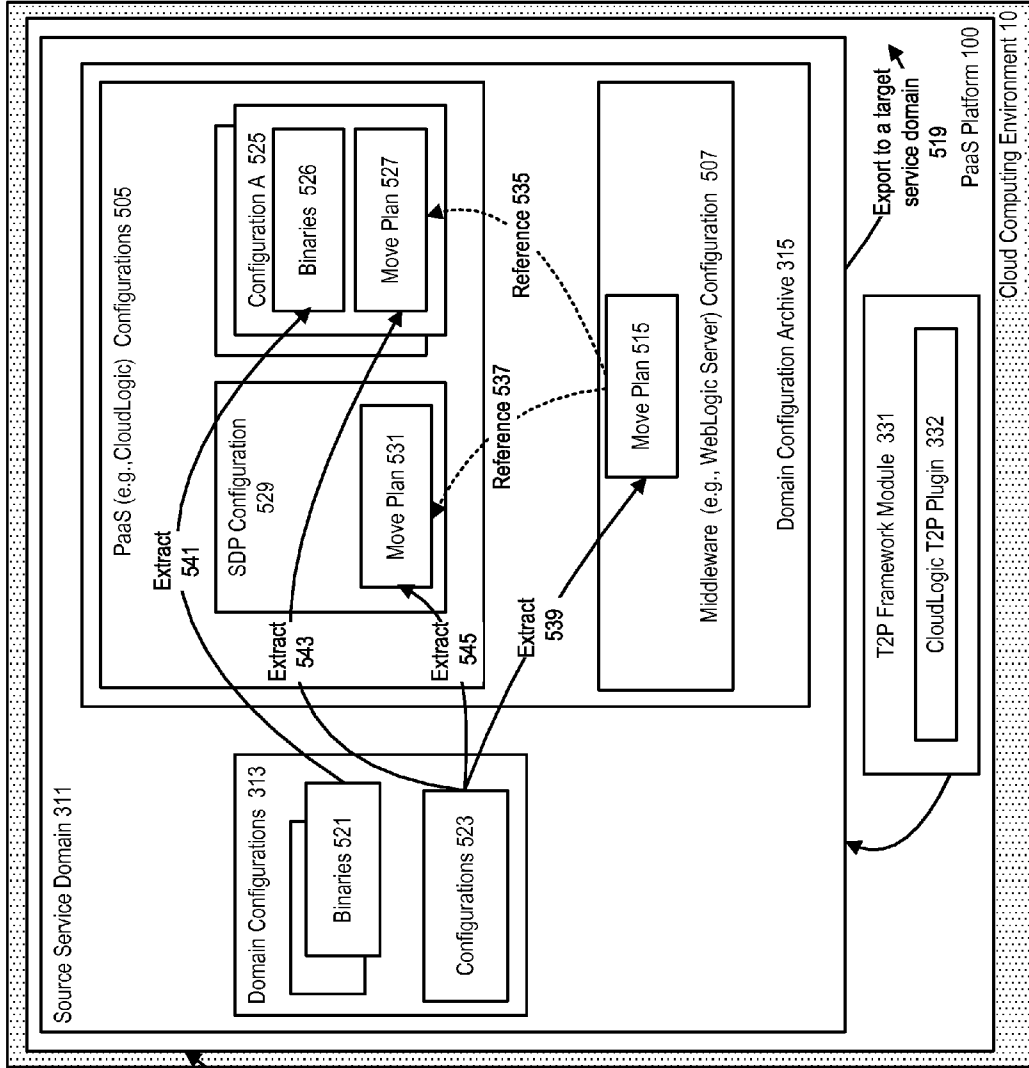 Source Service Domain 311
Domain Configurations 313
Binaries 521
Configurations 523
PaaS (e.g.,CloudLogic) Configurations 505
Extract
541
SDP Configuration
529
Configuration A 525
Binaries 526
Move Plan 527
Extract
543
Move Plan 531
Extract
545
Reference 537
Reference 535
Extract
539
Move Plan 515
Middleware (e.g., WebLogic Server) Configuration 507
Domain Configuration Archive 315
T2P Framework Module 331
CloudLogic T2P Plugin 332
Export to a target
service domain
519
PaaS Platform 100
Cloud Computing Environment 10